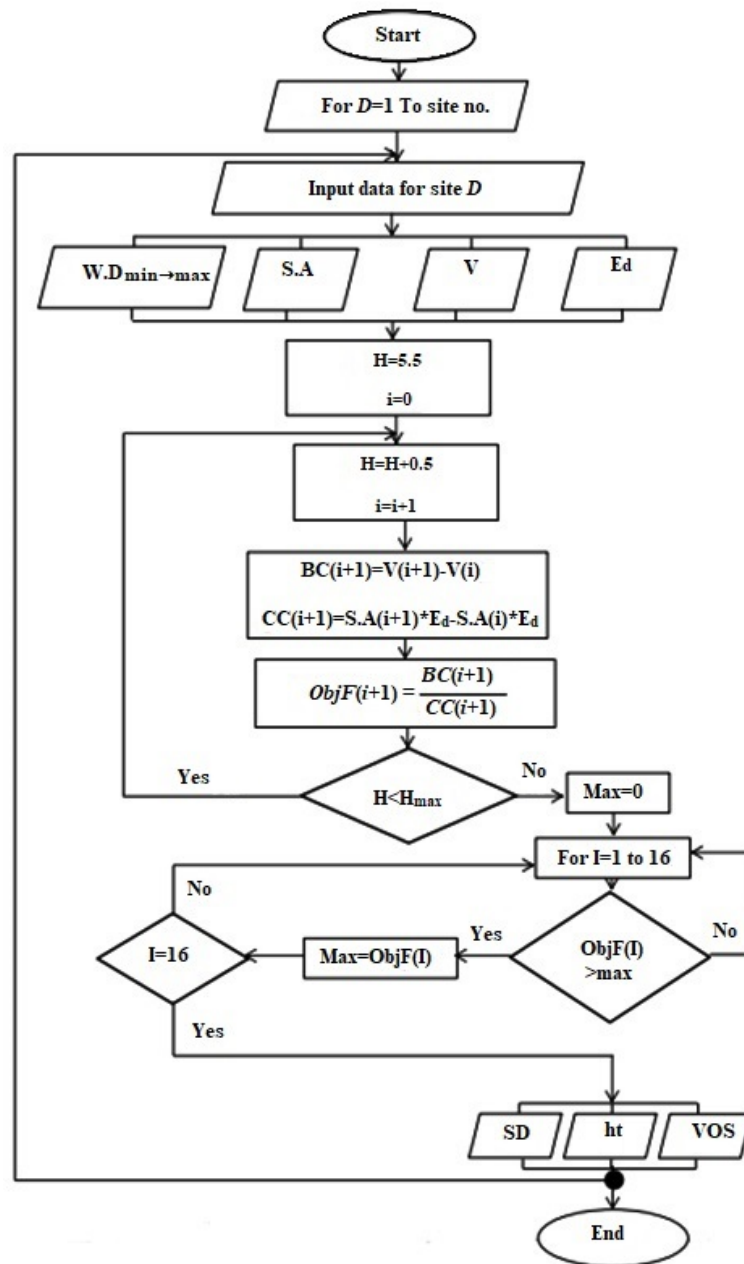 Start
For D=1 To site no.
Input data for site D
W.Dmin→max
S.A
V
Ed
H=5.5
i=0
H=H+0.5
i=i+1
BC(i+1)=V(i+1)-V(i)
CC(i+1)=S.A(i+1)*Ed-S.A(i)*Ed
ObjF(i+1) = BC(i+1)
CC(i+1)
Yes
H<Hmax
No
Max=0
For I=1 to 16
No
I=16
Max=ObjF(I)
Yes
ObjF(I)
>max
No
Yes
SD
ht
VOS
End